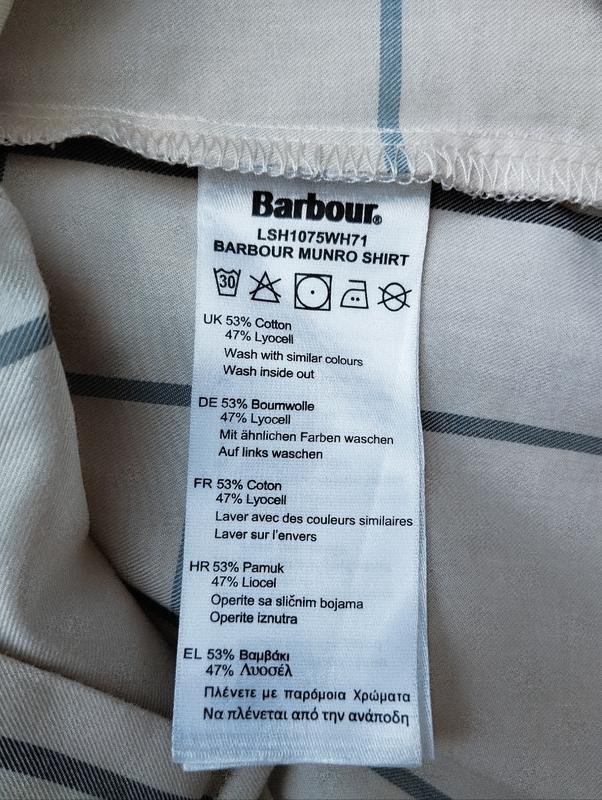 Barbour®
LSH1075WH71
BARBOUR MUNRO SHIRT
30
UK 53% Cotton
47% Lyocell
Wash with similar colours
Wash inside out
DE 53% Boumwolle
47% Lyocell
Mit ähnlichen Farben waschen
Auf links waschen
FR 53% Coton
47% Lyocell
Laver avec des couleurs similaires
Laver sur l'envers
HR 53% Pamuk
47% Liocel
Operite sa sličnim bojama
Operite iznutra
EL 53% Βαμβάκι
47% Λυοσέλ
Πλένετε με παρόμοια Χρώματα
Να πλένεται από την ανάποδη